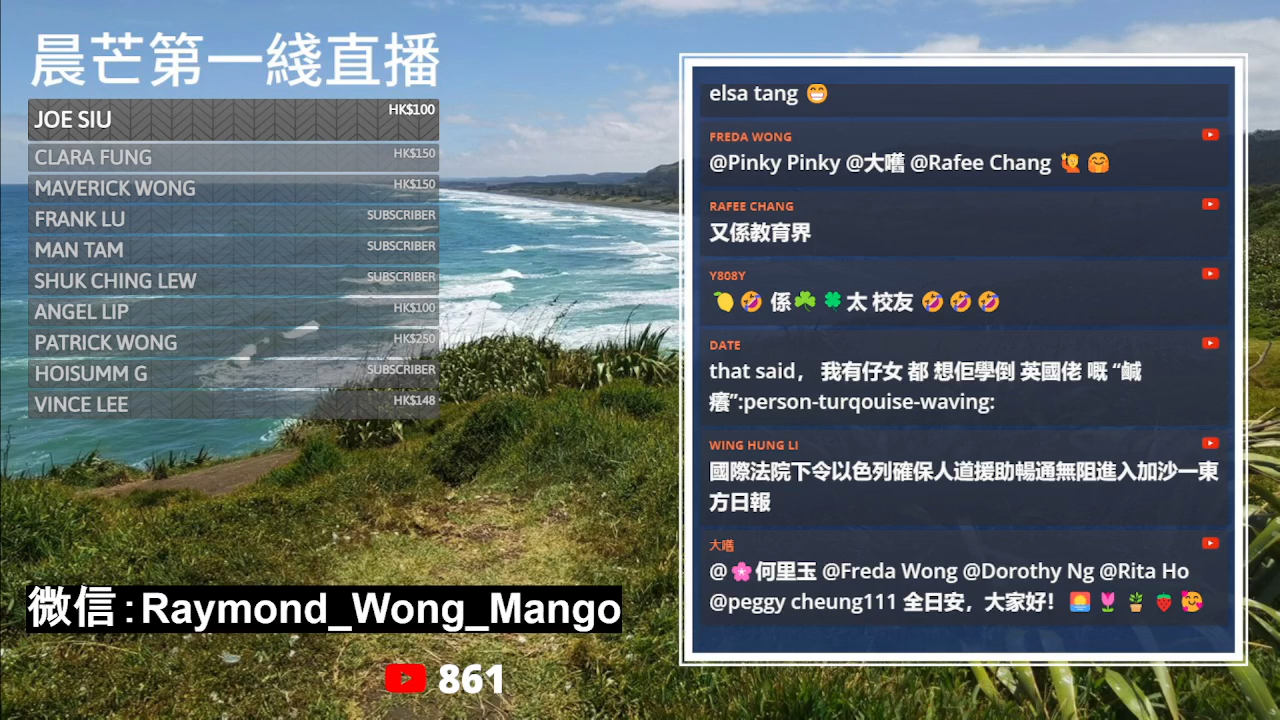 晨芒第一綫直播
JOE SIU HK$100
CLARA FUNG HK$150
MAVERICK WONG HK$150
FRANK LU SUBSCRIBER
MAN TAM SUBSCRIBER
SHUK CHING LEW SUBSCRIBER
ANGEL LIP HK$100
PATRICK WONG HK$250
HOISUMM G SUBSCRIBER
VINCE LEE HK$148
微信:Raymond_Wong_Mango
861
elsa tang 😁
FREDA WONG
@Pinky Pinky @大嚿 @Rafee Chang 🙋 🤗
RAFEE CHANG
又係教育界
Y808Y
🍋 🤣 係☘️ 🍀 太 校友 🤣 🤣 🤣
DATE
that said， 我有仔女 都 想佢學倒 英國佬 嘅 “鹹
癮”:person-turqouise-waving:
WING HUNG LI
國際法院下令以色列確保人道援助暢通無阻進入加沙一東
方日報
大嚿
@🌸何里玉 @Freda Wong @Dorothy Ng @Rita Ho
@peggy cheung111 全日安，大家好！ 🌅 🌷 🪴 🍓 🥰